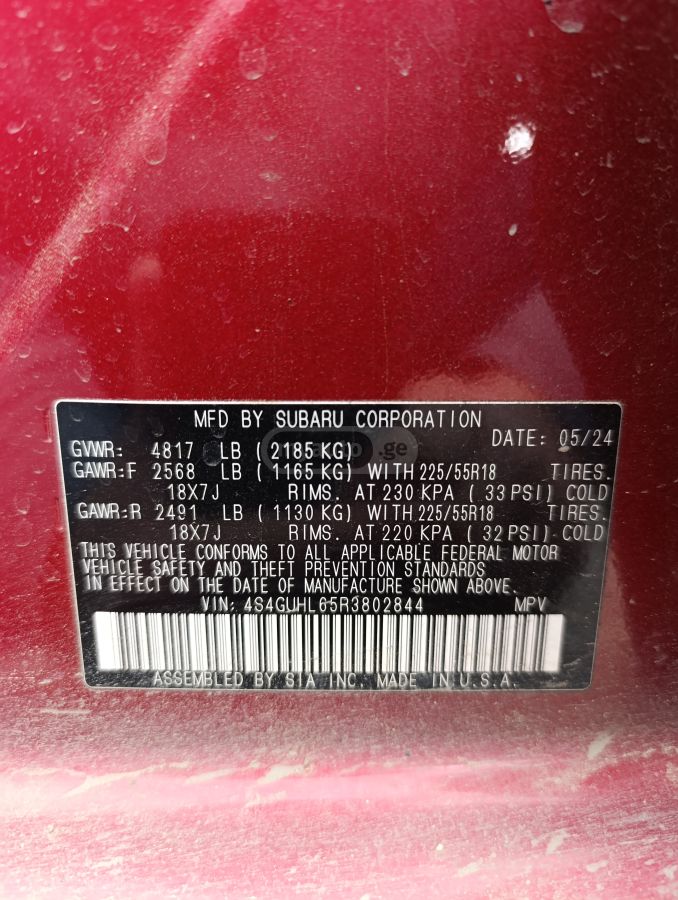 MFD BY SUBARU CORPORATION
DATE: 05/24
GVWR: 4817 LB ( 2185 KG)
GAWR:F 2568 LB ( 1165 KG) WITH 225/55R18 TIRES.
18X7J RIMS. AT 230 KPA ( 33 PSI) COLD
GAWR:R 2491 LB ( 1130 KG) WITH 225/55R18 TIRES.
18X7J RIMS. AT 220 KPA ( 32 PSI) COLD
THIS VEHICLE CONFORMS TO ALL APPLICABLE FEDERAL MOTOR
VEHICLE SAFETY AND THEFT PREVENTION STANDARDS
IN EFFECT ON THE DATE OF MANUFACTURE SHOWN ABOVE.
VIN: 4S4GUHL65R3802844 MPV
ASSEMBLED BY SIA INC. MADE IN U.S.A.